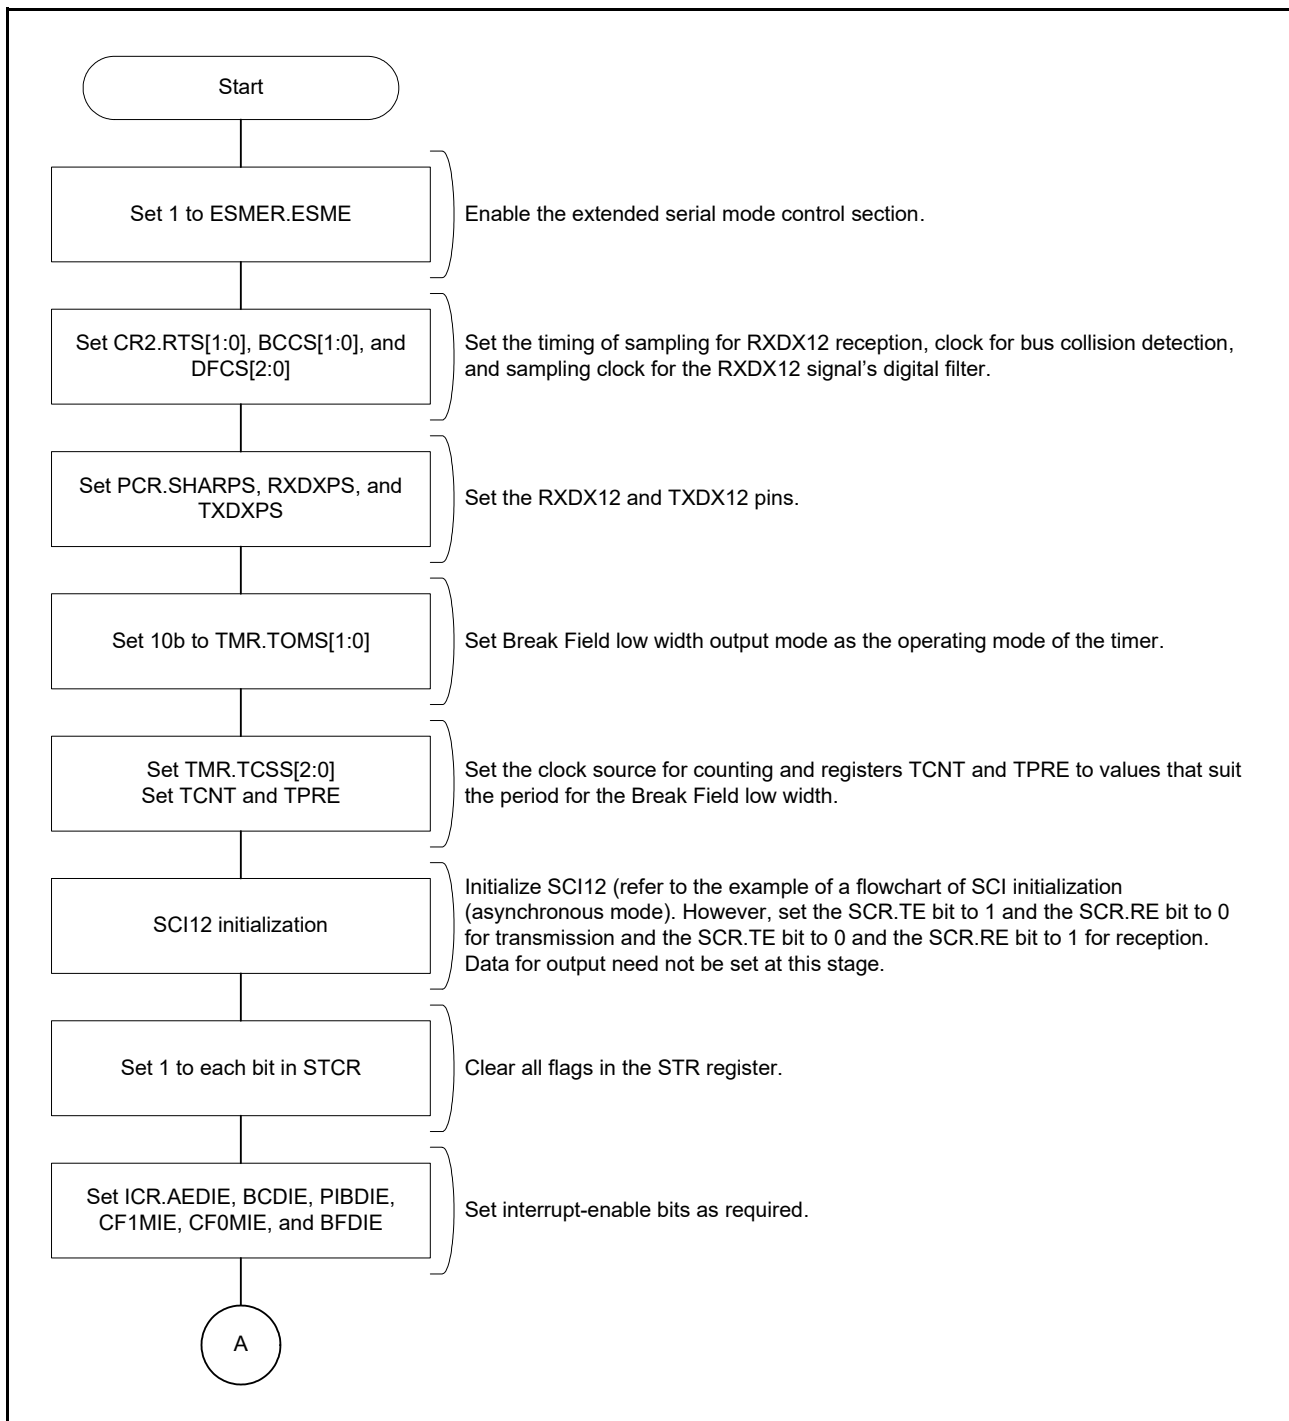 Start
Set 1 to ESMER.ESME
Enable the extended serial mode control section.
Set CR2.RTS[1:0], BCCS[1:0], and
DFCS[2:0]
Set the timing of sampling for RXDX12 reception, clock for bus collision detection,
and sampling clock for the RXDX12 signal’s digital filter.
Set PCR.SHARPS, RXDXPS, and
TXDXPS
Set the RXDX12 and TXDX12 pins.
Set 10b to TMR.TOMS[1:0]
Set Break Field low width output mode as the operating mode of the timer.
Set TMR.TCSS[2:0]
Set TCNT and TPRE
Set the clock source for counting and registers TCNT and TPRE to values that suit
the period for the Break Field low width.
SCI12 initialization
Initialize SCI12 (refer to the example of a flowchart of SCI initialization
(asynchronous mode). However, set the SCR.TE bit to 1 and the SCR.RE bit to 0
for transmission and the SCR.TE bit to 0 and the SCR.RE bit to 1 for reception.
Data for output need not be set at this stage.
Set 1 to each bit in STCR
Clear all flags in the STR register.
Set ICR.AEDIE, BCDIE, PIBDIE,
CF1MIE, CF0MIE, and BFDIE
Set interrupt-enable bits as required.
A